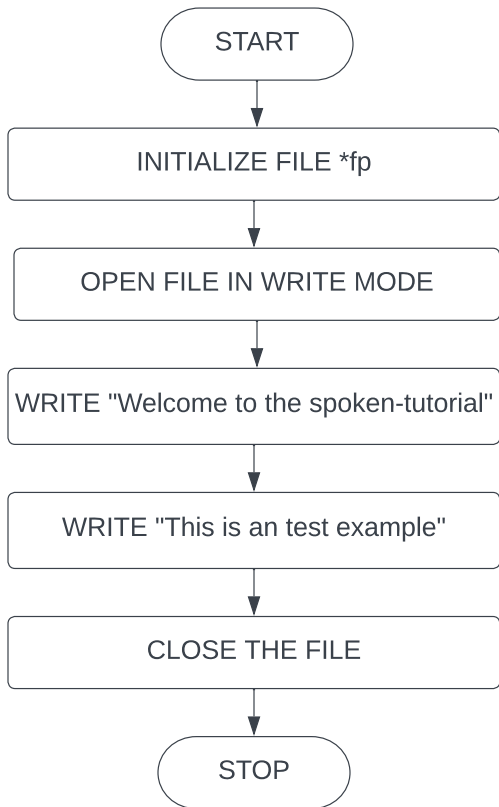 START
INITIALIZE FILE *fp
OPEN FILE IN WRITE MODE
WRITE "Welcome to the spoken-tutorial"
WRITE "This is an test example"
CLOSE THE FILE
STOP